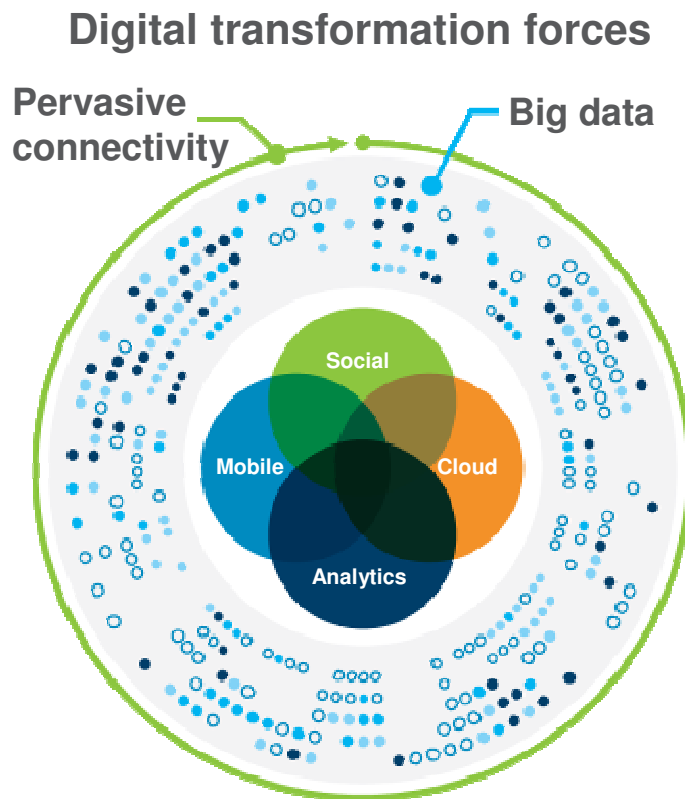 Digital transformation forces
Pervasive
connectivity
Big data
Social
Mobile
Cloud
Analytics